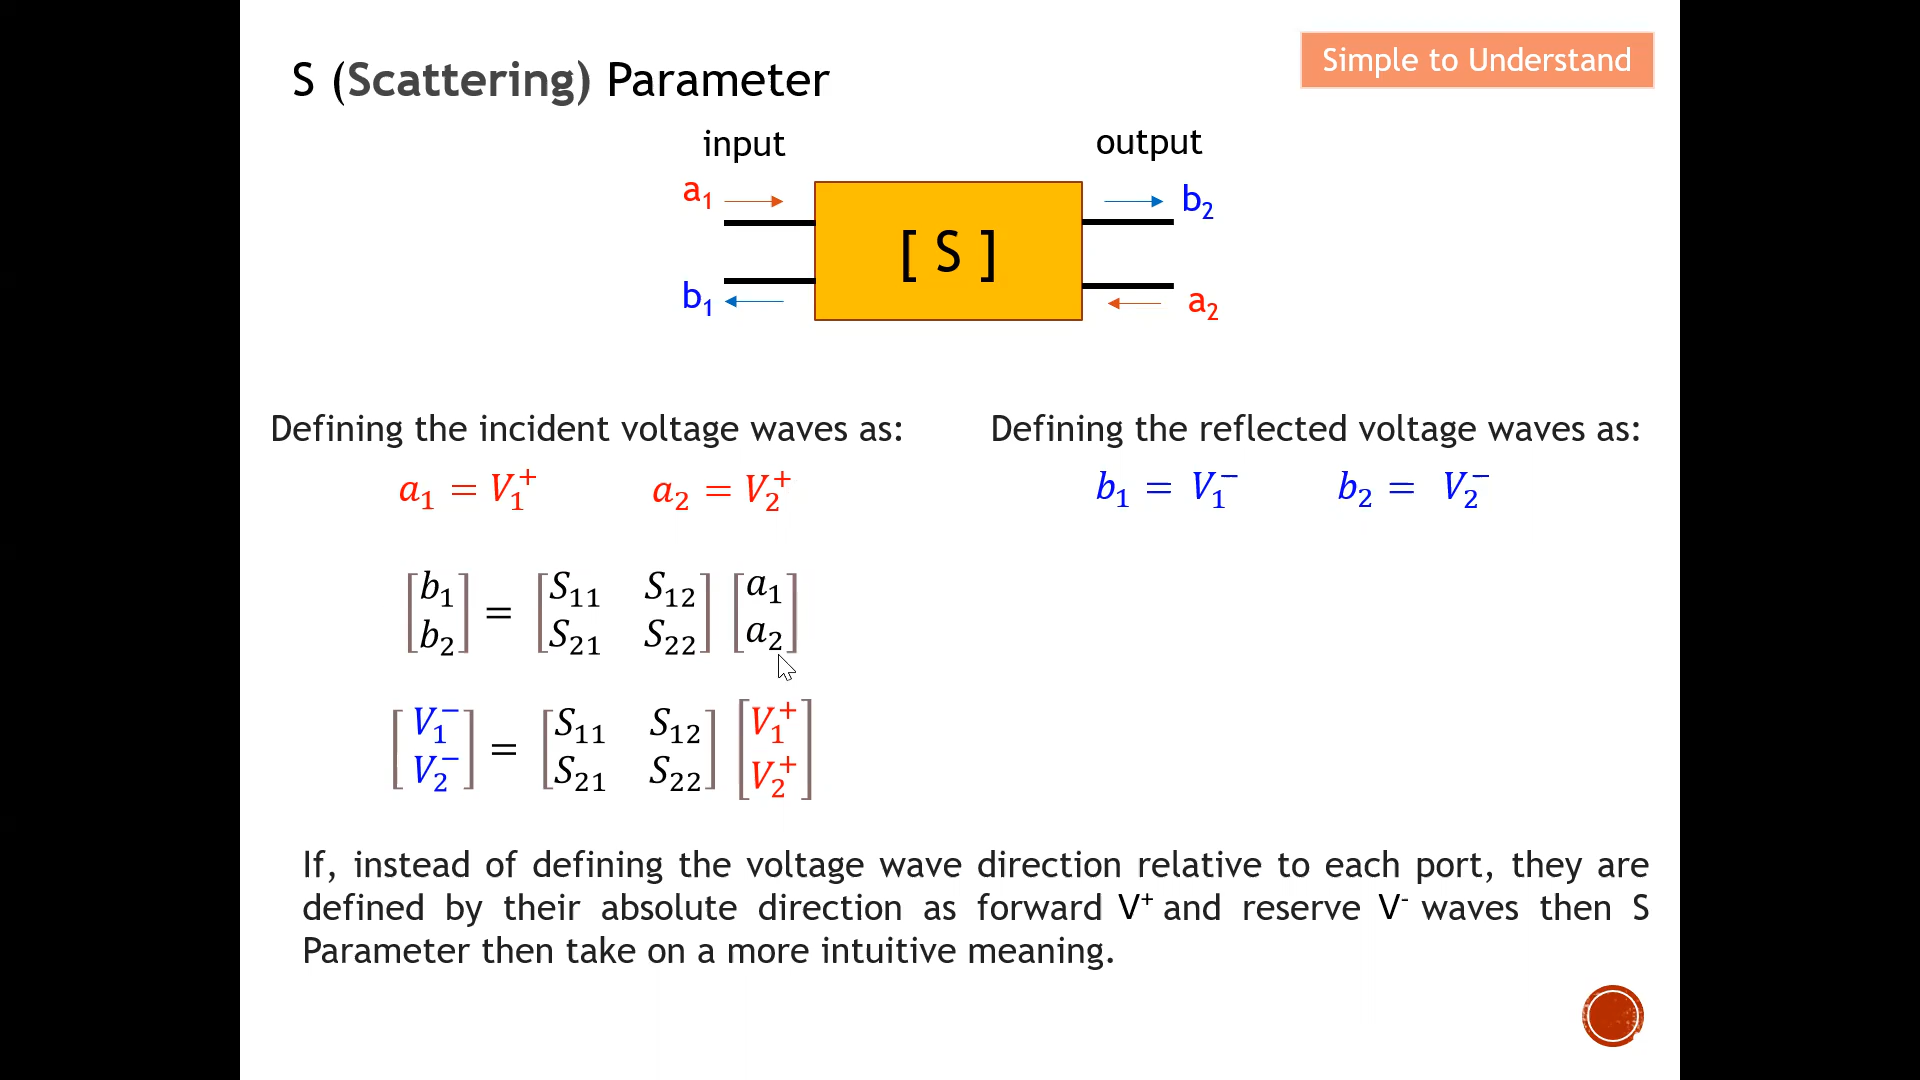 S (Scattering) Parameter
Simple to Understand
input
output
a₁
b₂
[ S ]
b₁
a₂
Defining the incident voltage waves as:
a₁ = V₁⁺ a₂ = V₂⁺
Defining the reflected voltage waves as:
b₁ = V₁⁻ b₂ = V₂⁻
[b₁ b₂] = [S₁₁ S₁₂ S₂₁ S₂₂] [a₁ a₂]
[V₁⁻ V₂⁻] = [S₁₁ S₁₂ S₂₁ S₂₂] [V₁⁺ V₂⁺]
If, instead of defining the voltage wave direction relative to each port, they are
defined by their absolute direction as forward V⁺ and reserve V⁻ waves then S
Parameter then take on a more intuitive meaning.